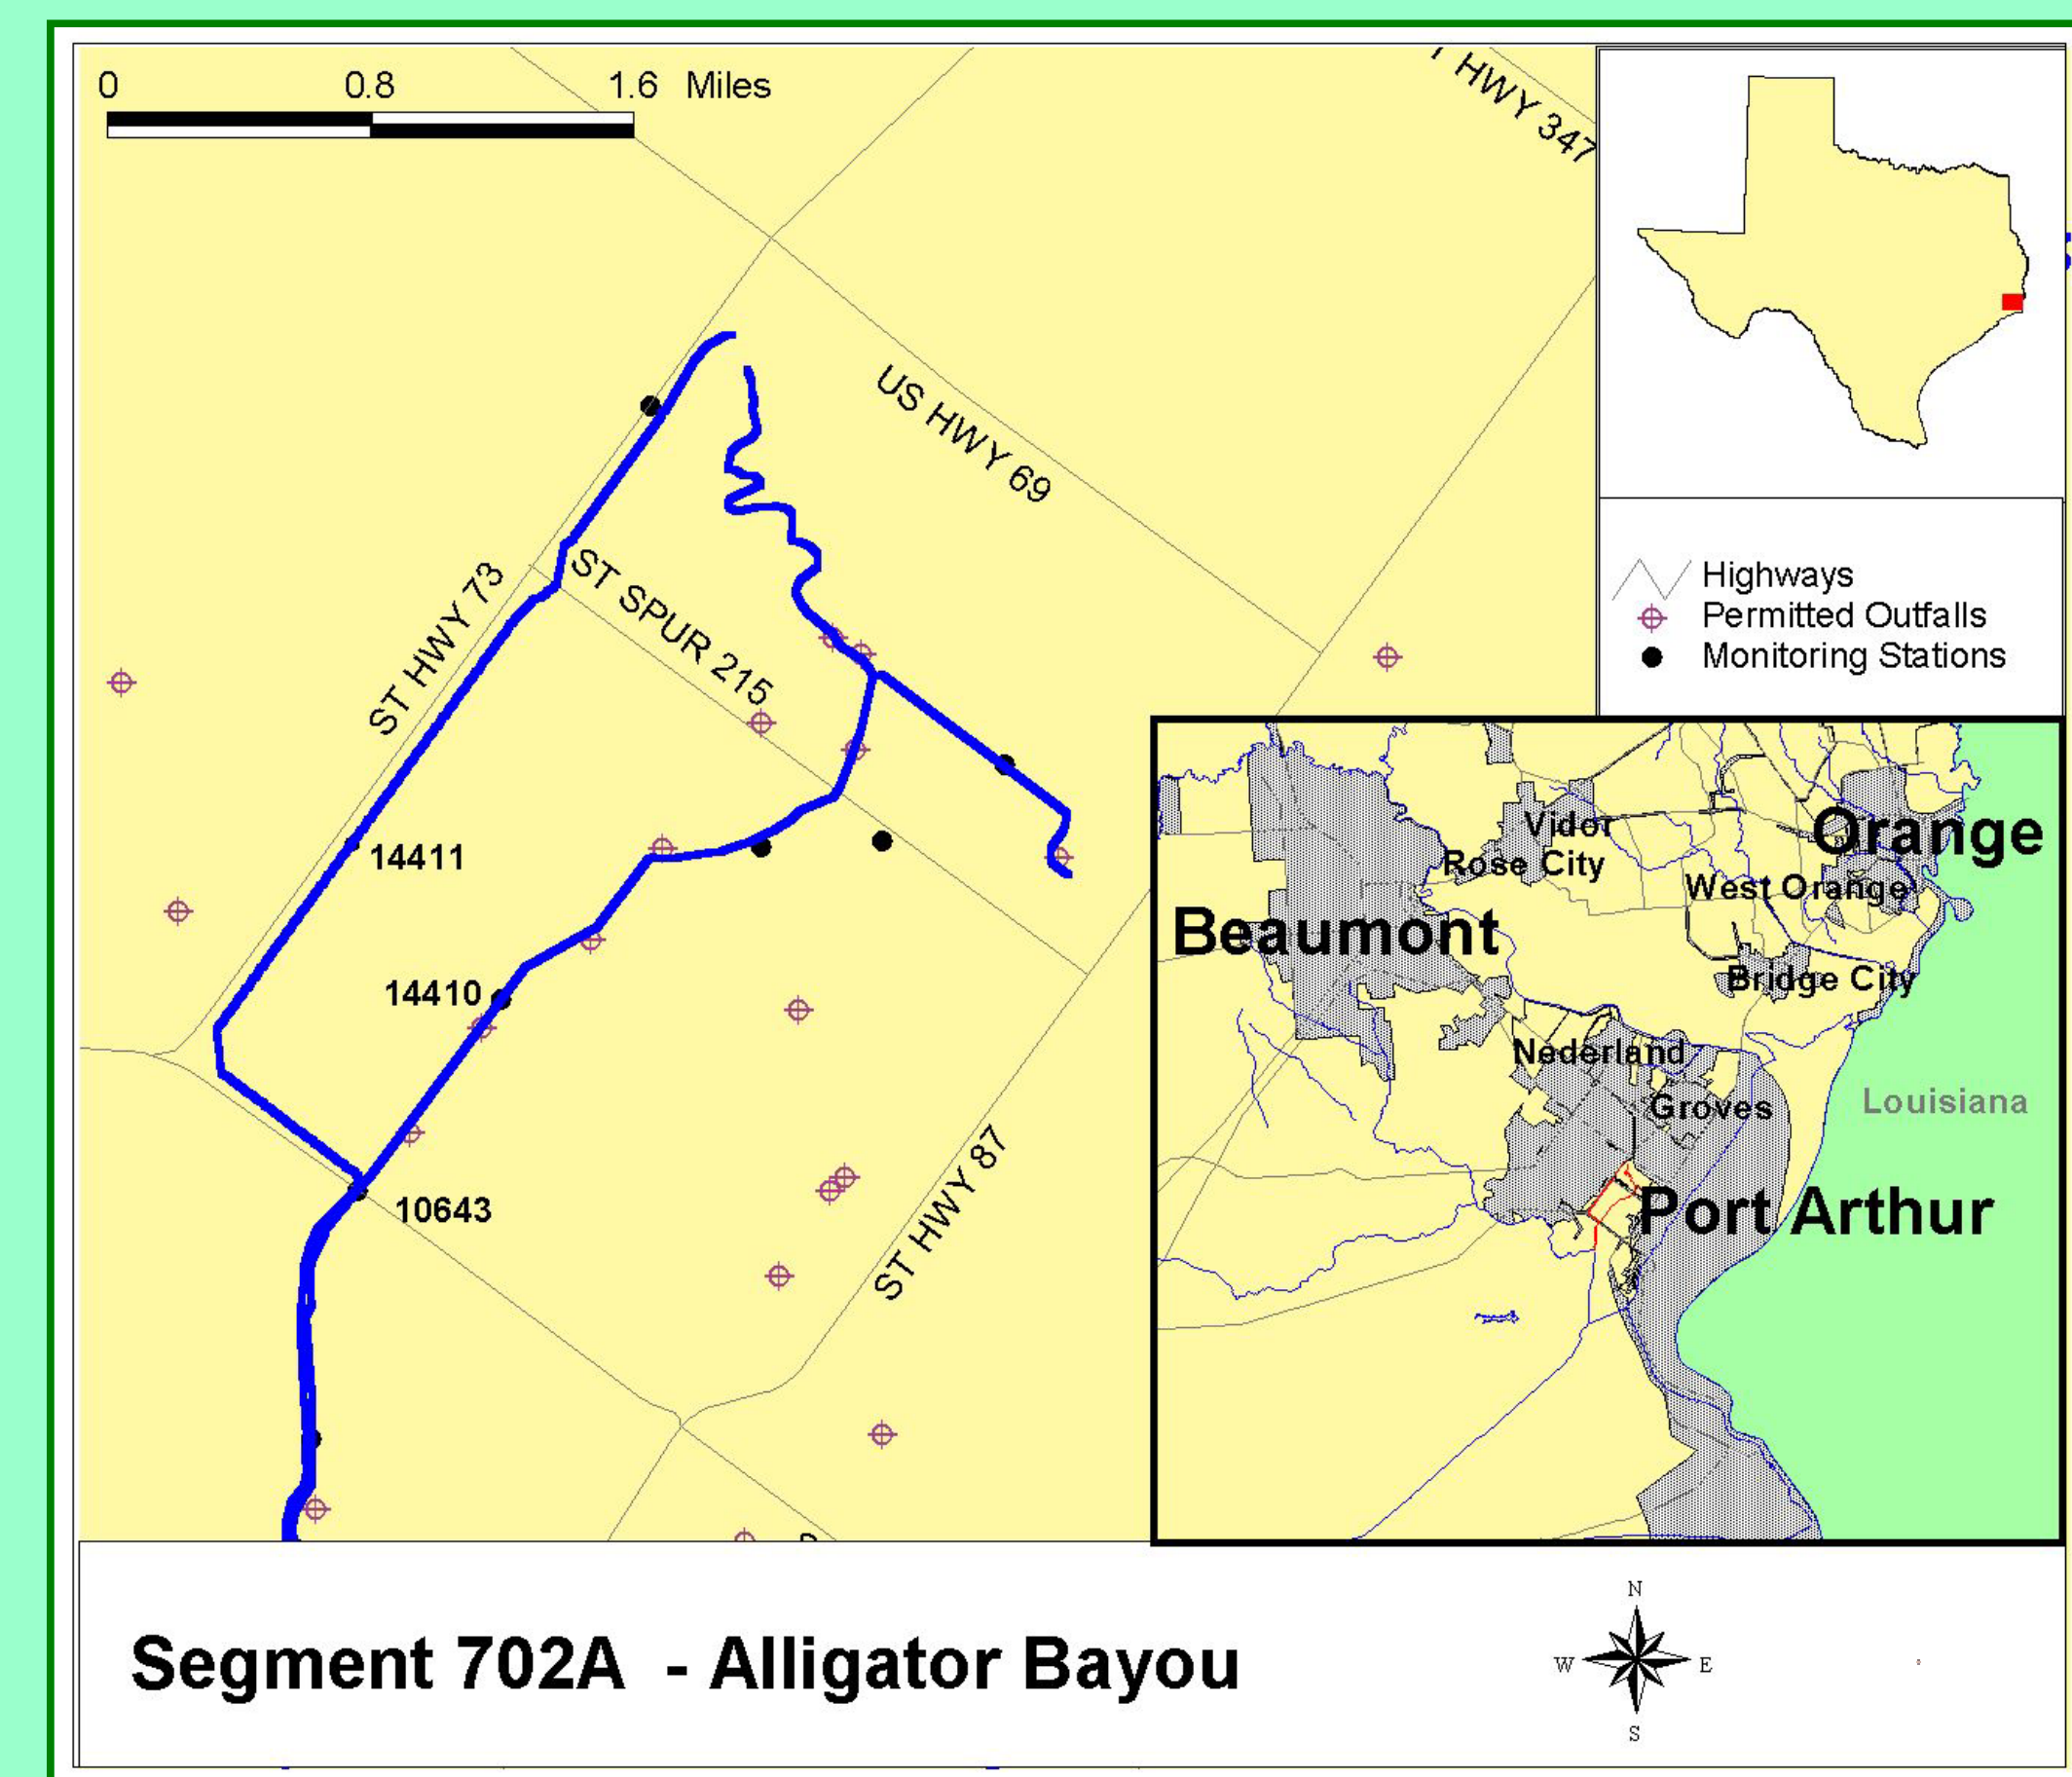 0 0.8 1.6 Miles
HWY 347
US HWY 69
ST HWY 73
ST SPUR 215
14411
14410
10643
ST HWY 87
Highways
Permitted Outfalls
Monitoring Stations
Vidor
Orange
Rose City
West Orange
Beaumont
Bridge City
Nederland
Groves
Louisiana
Port Arthur
Segment 702A - Alligator Bayou
N
W E
S